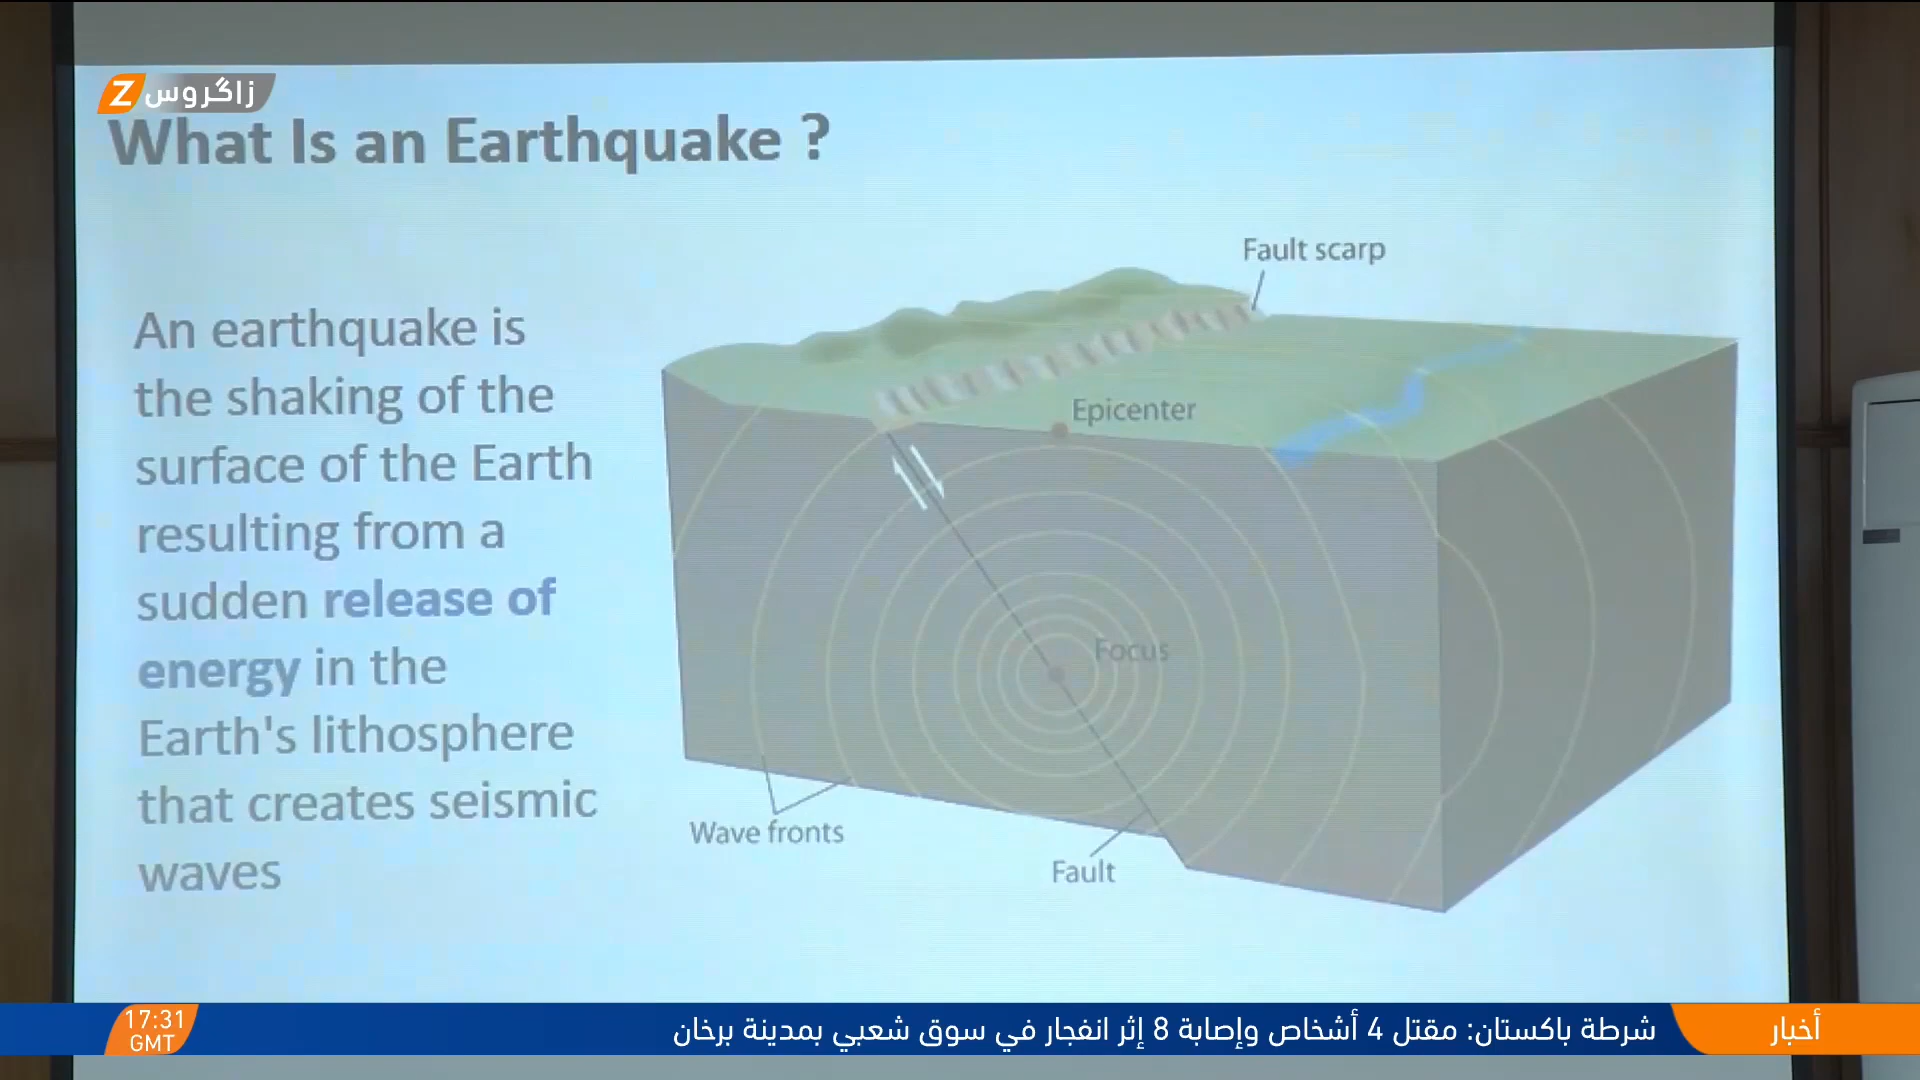 زاگروس Z
What Is an Earthquake ?
An earthquake is
the shaking of the
surface of the Earth
resulting from a
sudden release of
energy in the
Earth's lithosphere
that creates seismic
waves
Fault scarp
Epicenter
Focus
Wave fronts
Fault
أخبار
شرطة باكستان: مقتل 4 أشخاص وإصابة 8 إثر انفجار في سوق شعبي بمدينة برخان
17:31
GMT